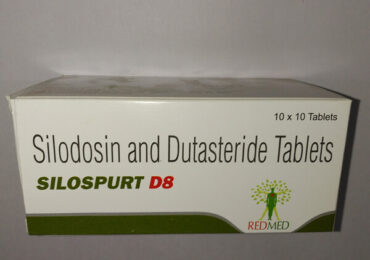 10 x 10 Tablets
Silodosin and Dutasteride Tablets
SILOSPURT D8
REDMED